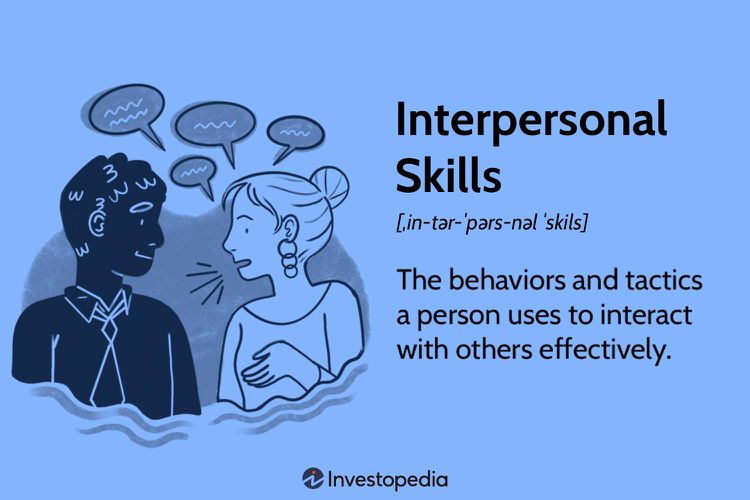 Interpersonal
Skills
[ˌin-tər-ˈpərs-nəl ˈskils]
The behaviors and tactics
a person uses to interact
with others effectively.
Investopedia